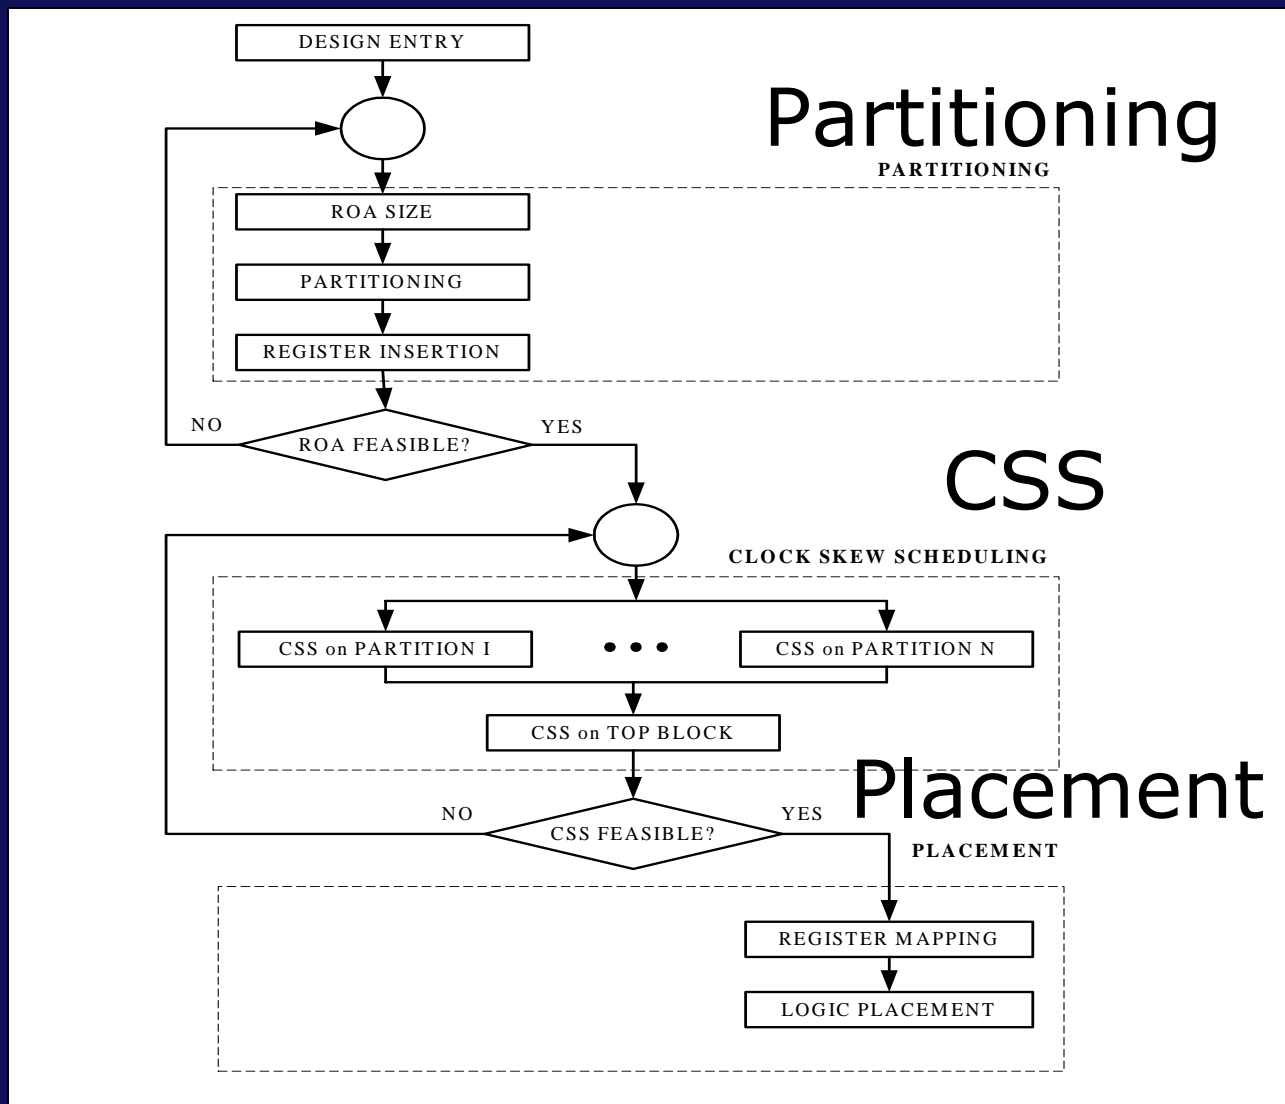 DESIGN ENTRY
Partitioning
PARTITIONING
ROA SIZE
PARTITIONING
REGISTER INSERTION
NO
YES
ROA FEASIBLE?
CSS
CLOCK SKEW SCHEDULING
CSS on PARTITION I
CSS on PARTITION N
CSS on TOP BLOCK
Placement
NO
YES
CSS FEASIBLE?
PLACEMENT
REGISTER MAPPING
LOGIC PLACEMENT